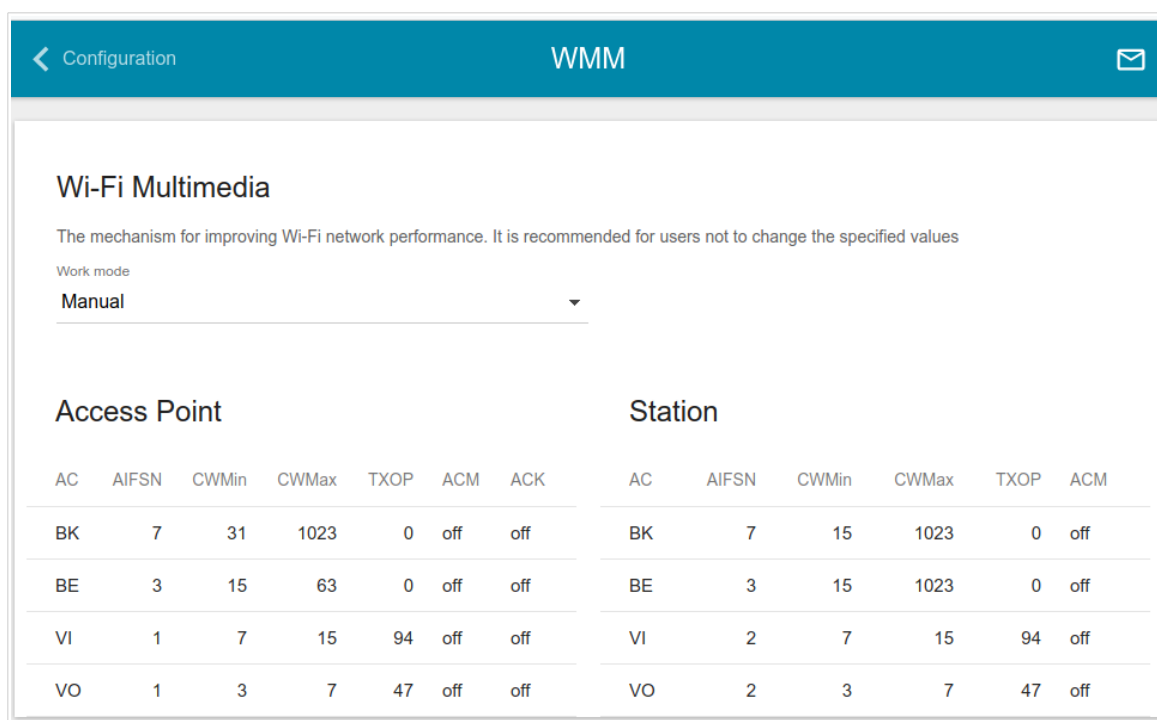 Configuration WMM
Wi-Fi Multimedia
The mechanism for improving Wi-Fi network performance. It is recommended for users not to change the specified values
Work mode
Manual
Access Point
AC AIFSN CWMin CWMax TXOP ACM ACK
BK 7 31 1023 0 off off
BE 3 15 63 0 off off
VI 1 7 15 94 off off
VO 1 3 7 47 off off
Station
AC AIFSN CWMin CWMax TXOP ACM
BK 7 15 1023 0 off
BE 3 15 1023 0 off
VI 2 7 15 94 off
VO 2 3 7 47 off